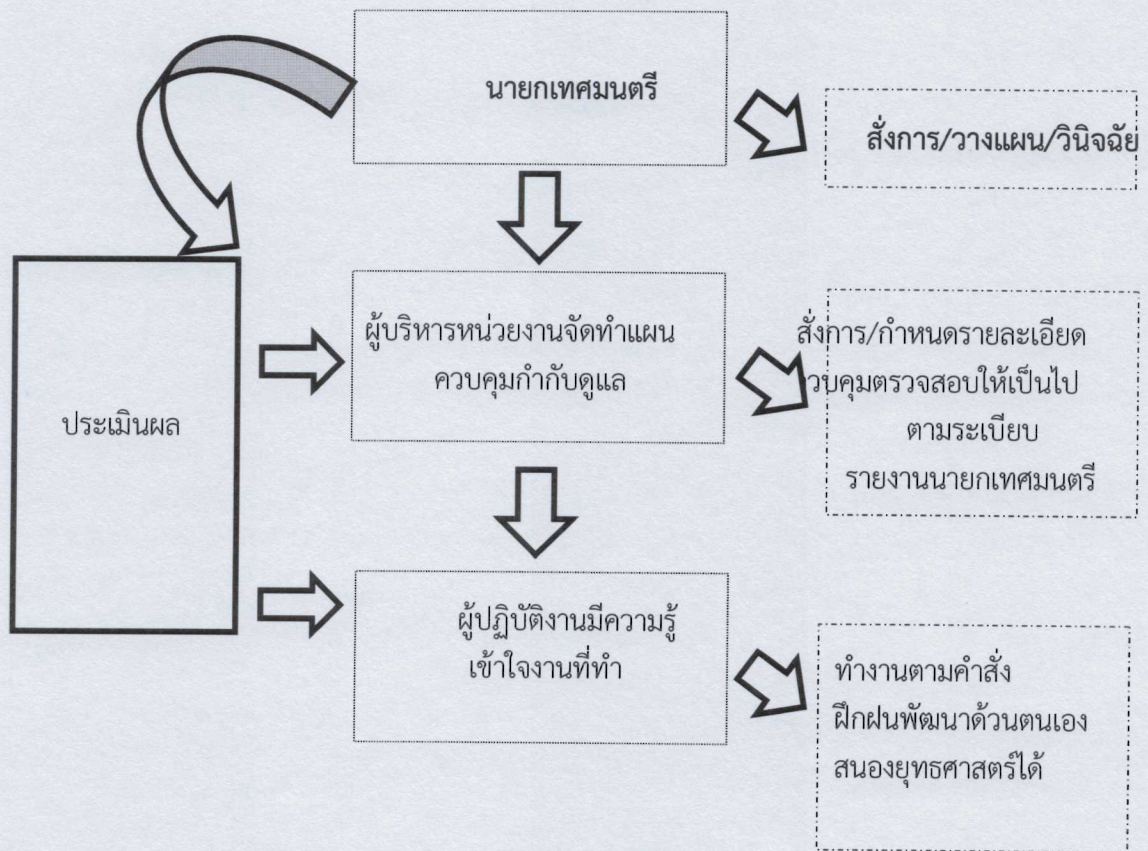 นายกเทศมนตรี
สั่งการ/วางแผน/วินิจฉัย
ประเมินผล
ผู้บริหารหน่วยงานจัดทำแผน
ควบคุมกำกับดูแล
สั่งการ/กำหนดรายละเอียด
วบคุมตรวจสอบให้เป็นไป
ตามระเบียบ
รายงานนายกเทศมนตรี
ผู้ปฏิบัติงานมีความรู้
เข้าใจงานที่ทำ
ทำงานตามคำสั่ง
ฝึกฝนพัฒนาด้วนตนเอง
สนองยุทธศาสตร์ได้